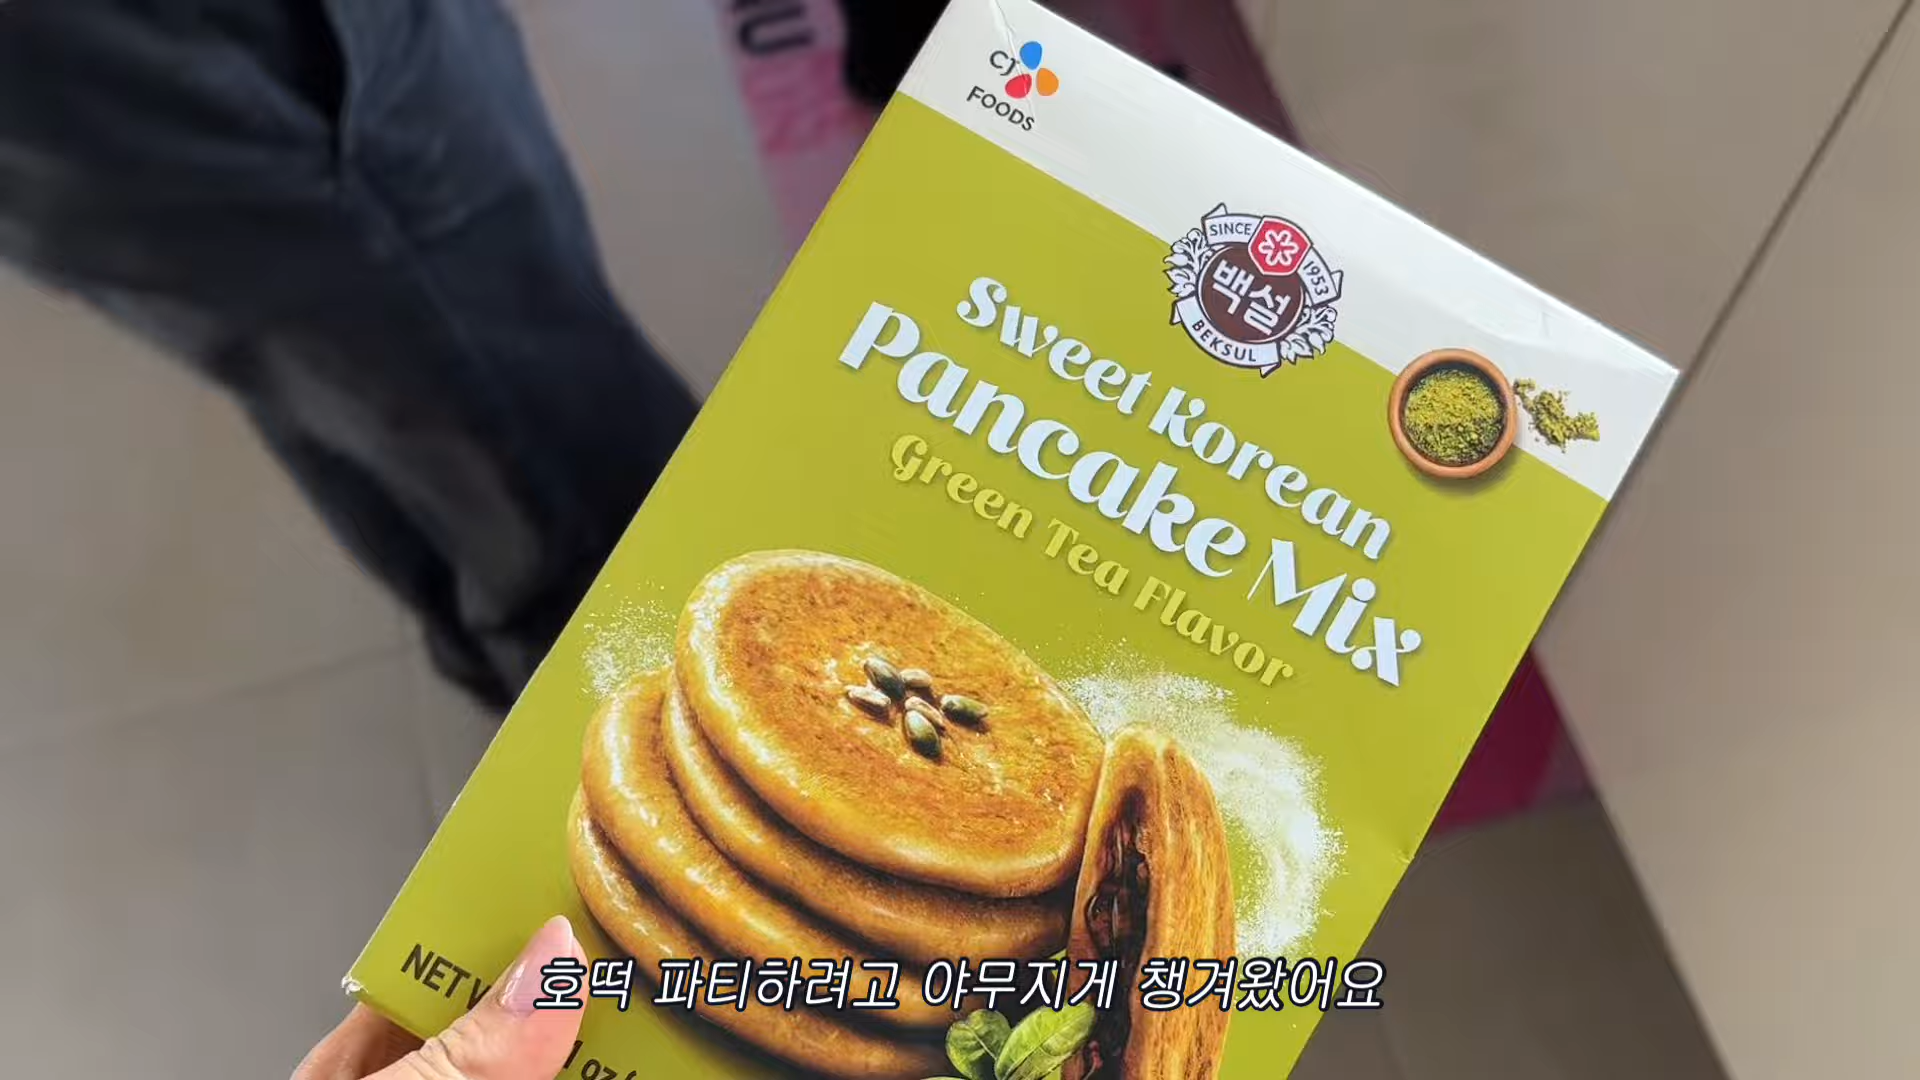 CJ
FOODS
SINCE 1953
백설
BEKSUL
Sweet Korean
Pancake Mix
Green Tea Flavor
NET
oz
호떡 파티하려고 야무지게 챙겨왔어요